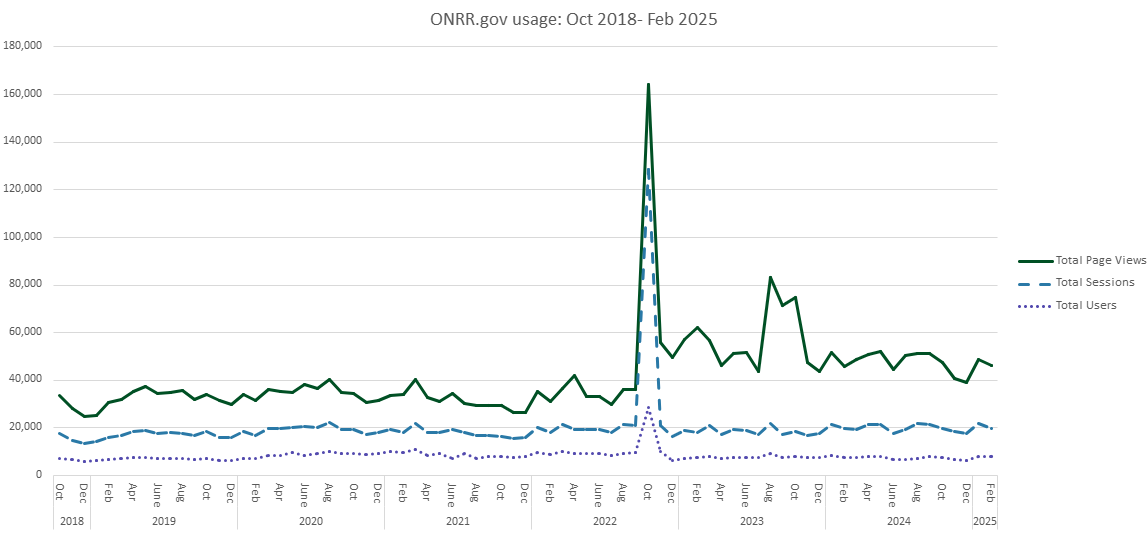 ONRR.gov usage: Oct 2018- Feb 2025
180,000
160,000
140,000
120,000
100,000
80,000
60,000
40,000
20,000
0
Total Page Views
Total Sessions
Total Users
Oct Dec Feb Apr June Aug Oct Dec Feb Apr June Aug Oct Dec Feb Apr June Aug Oct Dec Feb Apr June Aug Oct Dec Feb Apr June Aug Oct Dec Feb Apr June Aug Oct Dec Feb
2018 2019 2020 2021 2022 2023 2024 2025